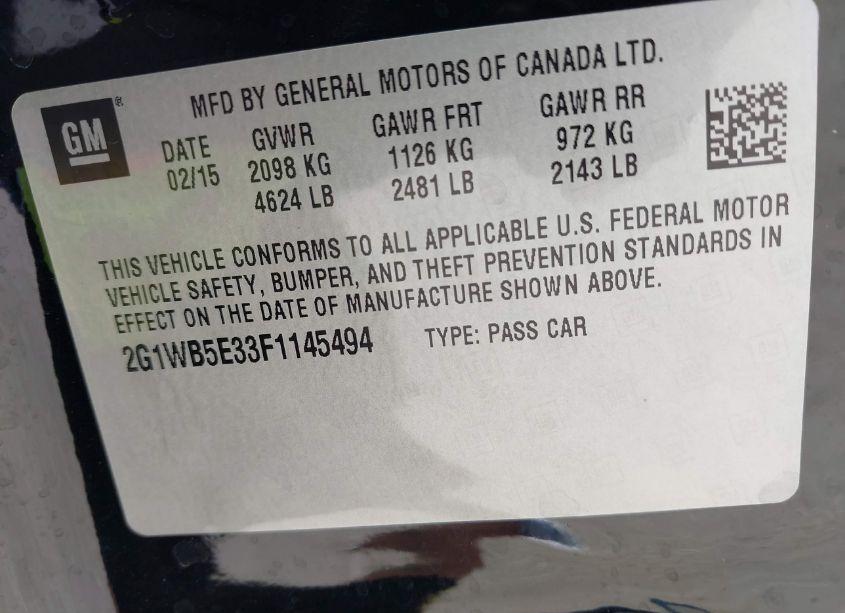 MFD BY GENERAL MOTORS OF CANADA LTD.
GM ®
DATE GVWR GAWR FRT GAWR RR
02/15 2098 KG 1126 KG 972 KG
4624 LB 2481 LB 2143 LB
THIS VEHICLE CONFORMS TO ALL APPLICABLE U.S. FEDERAL MOTOR
VEHICLE SAFETY, BUMPER, AND THEFT PREVENTION STANDARDS IN
EFFECT ON THE DATE OF MANUFACTURE SHOWN ABOVE.
2G1WB5E33F1145494 TYPE: PASS CAR